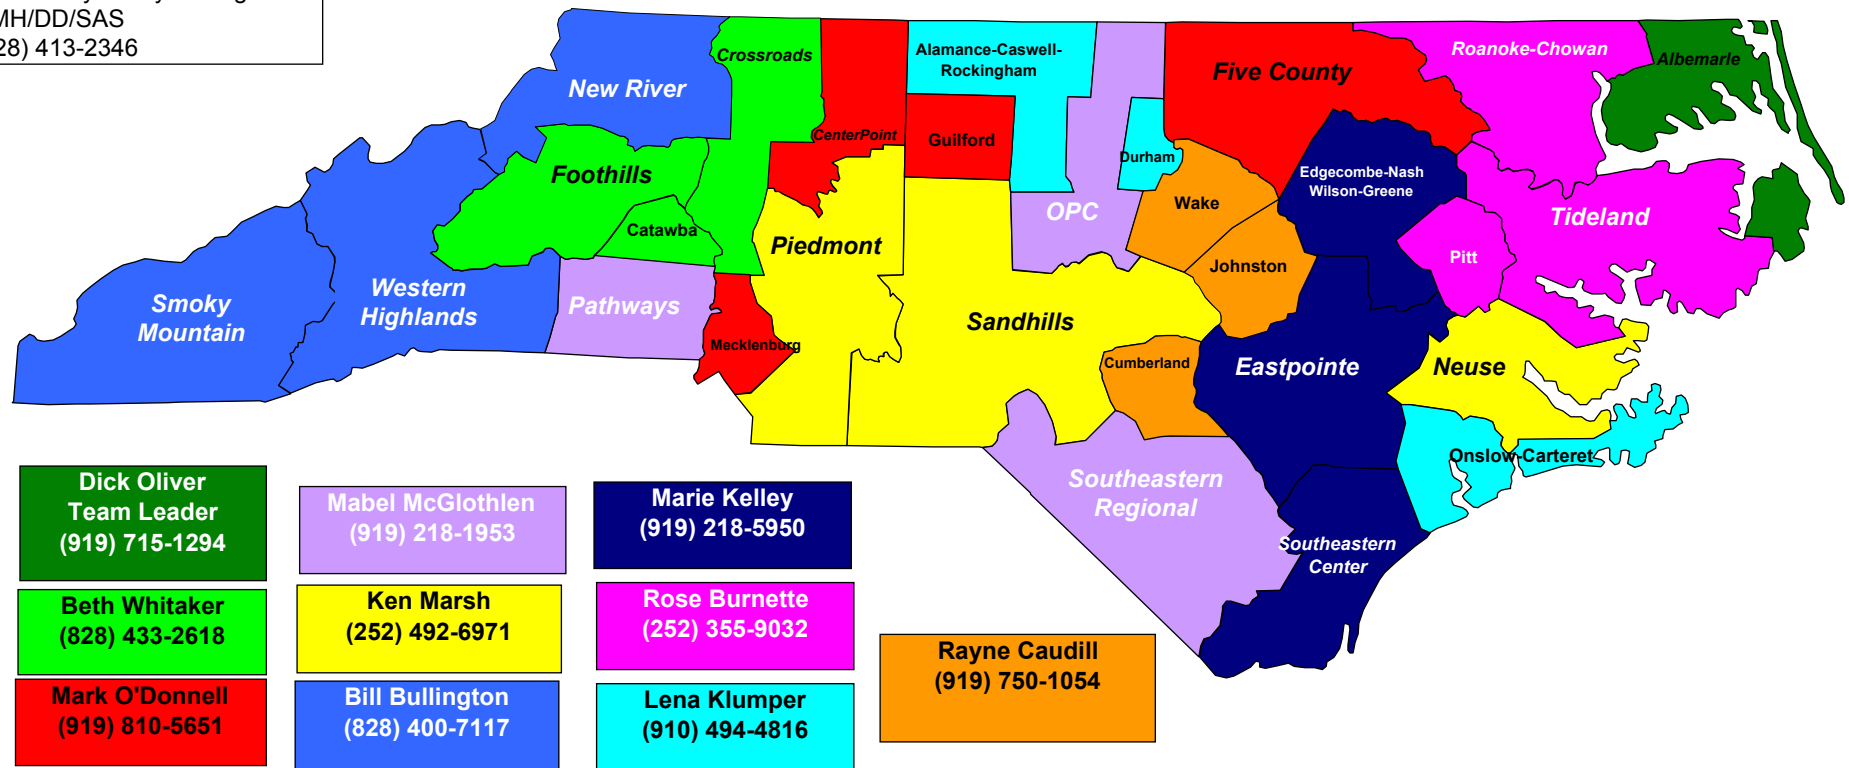 MH/DD/SAS
28) 413-2346
Crossroads
Alamance-Caswell-
Rockingham
Roanoke-Chowan
Albemarle
New River
Five County
CenterPoint
Guilford
Durham
Foothills
Edgecombe-Nash
Wilson-Greene
Wake
OPC
Tideland
Catawba
Piedmont
Pitt
Johnston
Smoky
Mountain
Western
Highlands
Pathways
Sandhills
Mecklenburg
Cumberland
Eastpointe
Neuse
Onslow-Carteret
Southeastern
Regional
Southeastern
Center
Dick Oliver
Team Leader
(919) 715-1294
Mabel McGlothlen
(919) 218-1953
Marie Kelley
(919) 218-5950
Beth Whitaker
(828) 433-2618
Ken Marsh
(252) 492-6971
Rose Burnette
(252) 355-9032
Rayne Caudill
(919) 750-1054
Mark O'Donnell
(919) 810-5651
Bill Bullington
(828) 400-7117
Lena Klumper
(910) 494-4816